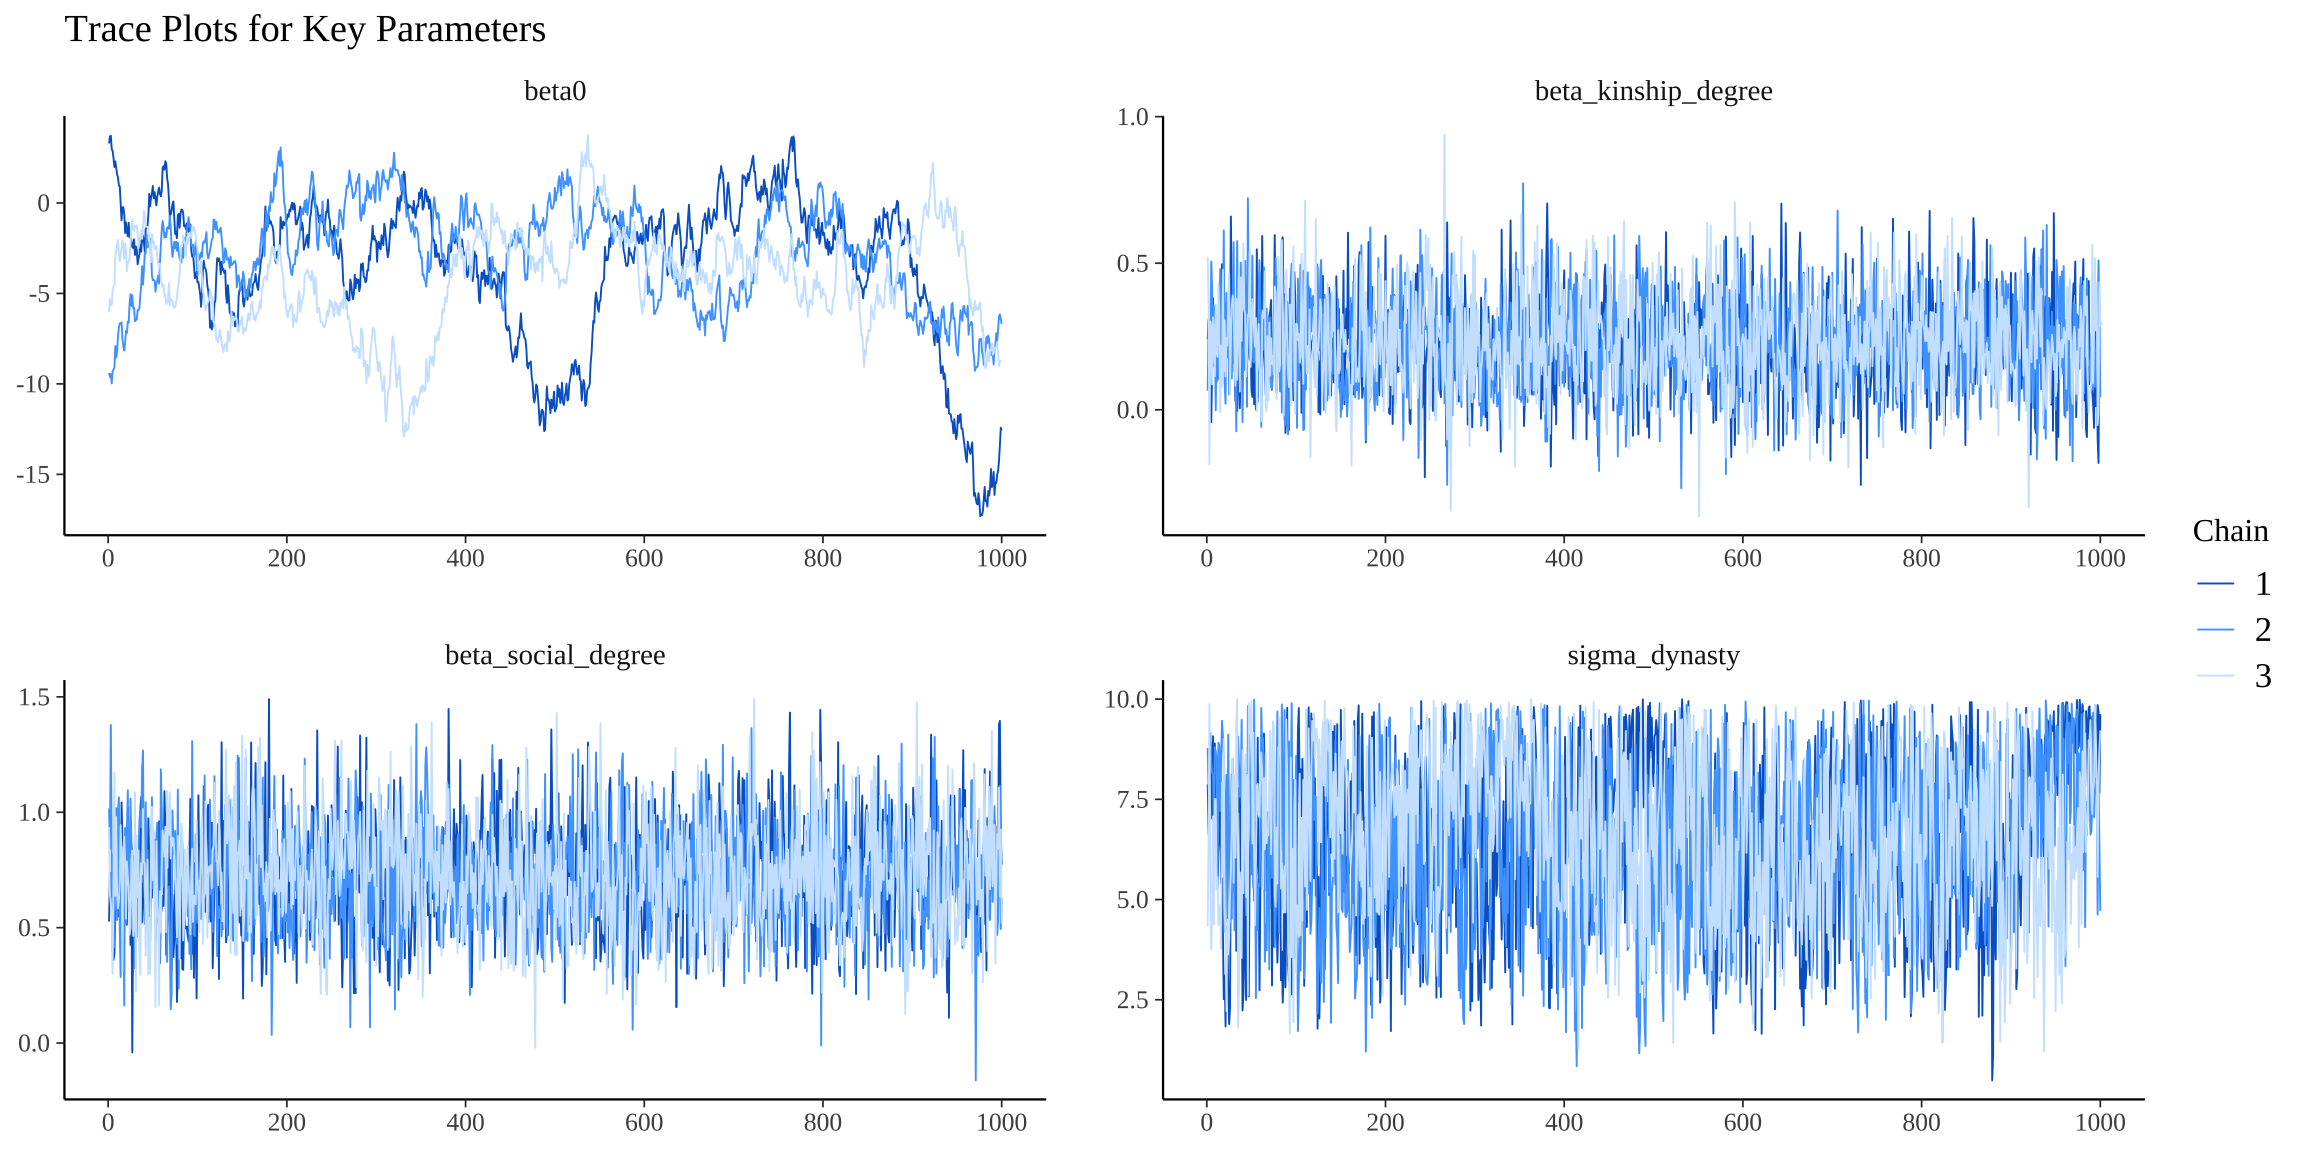 Trace Plots for Key Parameters
beta0
0
-5
-10
-15
0 200 400 600 800 1000
beta_kinship_degree
1.0
0.5
0.0
0 200 400 600 800 1000
beta_social_degree
1.5
1.0
0.5
0.0
0 200 400 600 800 1000
sigma_dynasty
10.0
7.5
5.0
2.5
0 200 400 600 800 1000
Chain
1
2
3